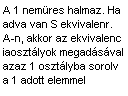 A 1 nemüres halmaz. Ha
adva van S ekvivalenr.
A-n, akkor az ekvivalenc
iaosztályok megadásával
azaz 1 osztályba sorolv
a 1 adott elemmel